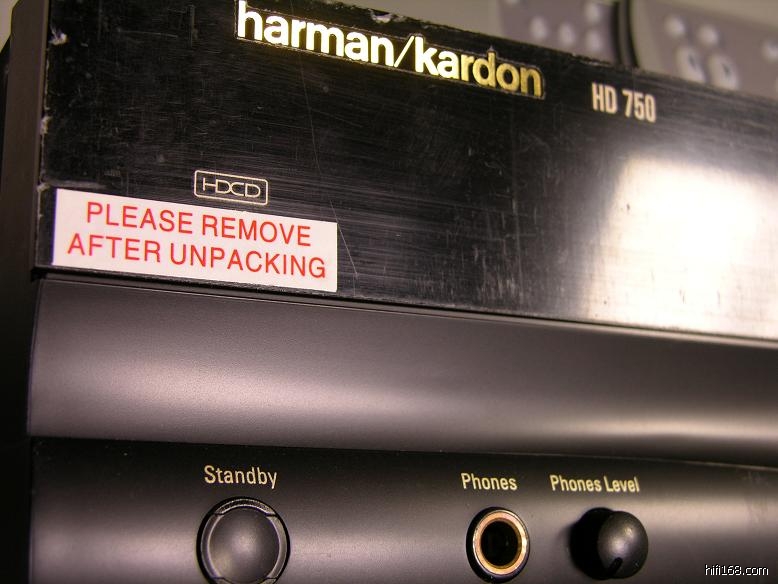 harman/kardon
HD 750
HDCD
PLEASE REMOVE
AFTER UNPACKING
Standby
Phones
Phones Level
hifi168.com